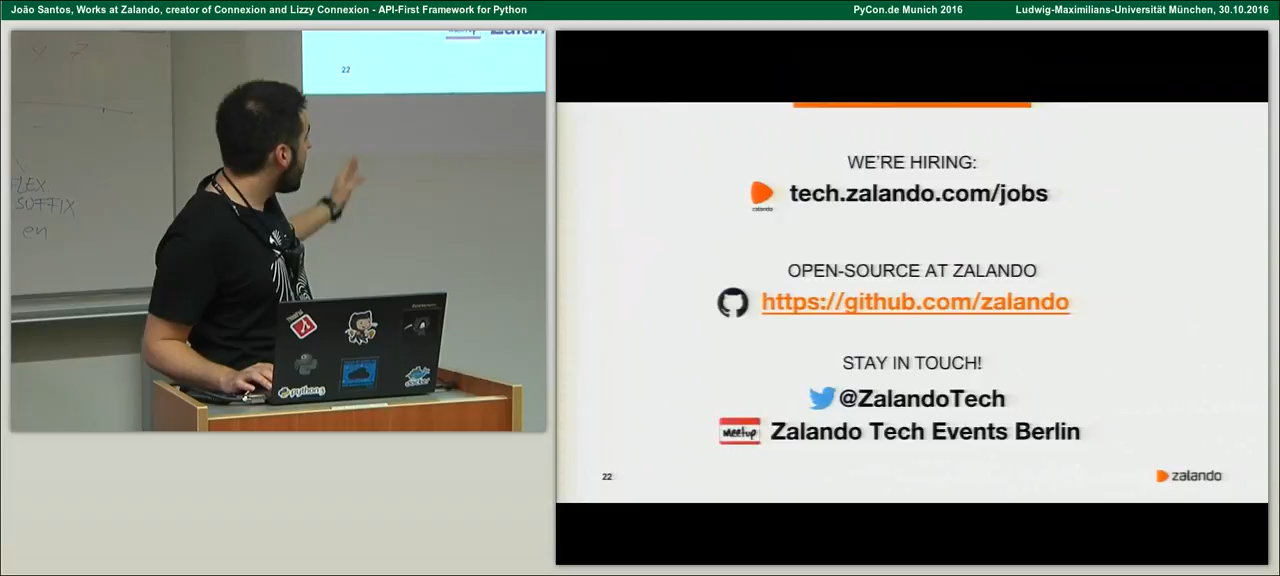 João Santos, Works at Zalando, creator of Connexion and Lizzy Connexion - API-First Framework for Python
PyCon.de Munich 2016
Ludwig-Maximilians-Universität München, 30.10.2016
22
FLEX.
SUFFIX
en
python3
docker
WE'RE HIRING:
zalando
tech.zalando.com/jobs
OPEN-SOURCE AT ZALANDO
https://github.com/zalando
STAY IN TOUCH!
@ZalandoTech
Meetup Zalando Tech Events Berlin
22
zalando